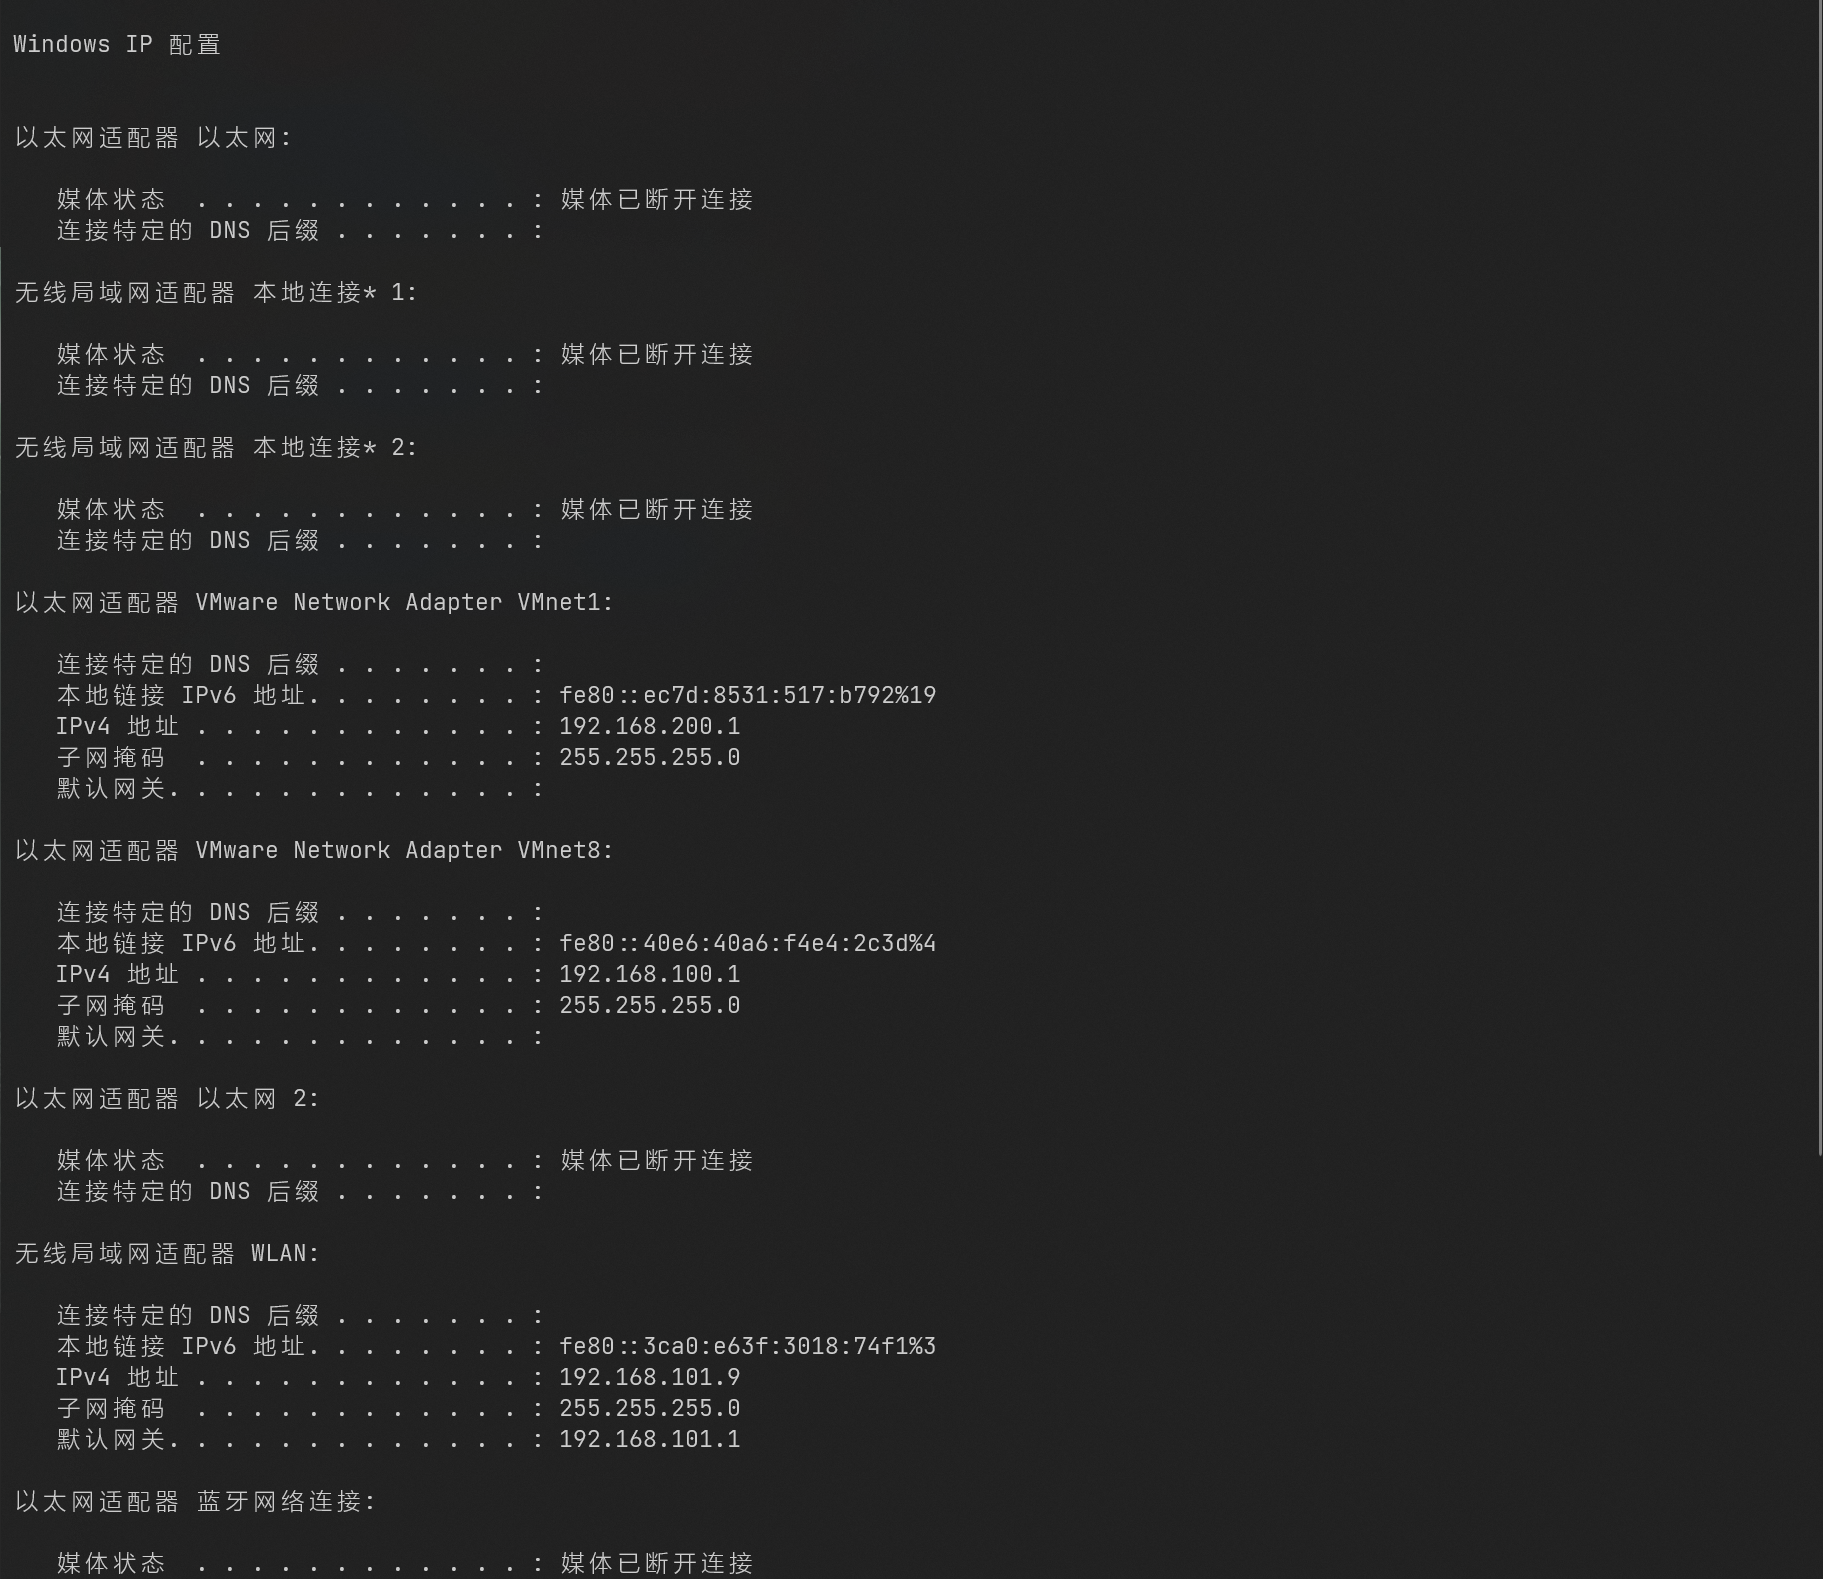 Windows IP 配置
以太网适配器 以太网:
媒体状态  . . . . . . . . . . . . : 媒体已断开连接
连接特定的 DNS 后缀 . . . . . . . :
无线局域网适配器 本地连接* 1:
媒体状态  . . . . . . . . . . . . : 媒体已断开连接
连接特定的 DNS 后缀 . . . . . . . :
无线局域网适配器 本地连接* 2:
媒体状态  . . . . . . . . . . . . : 媒体已断开连接
连接特定的 DNS 后缀 . . . . . . . :
以太网适配器 VMware Network Adapter VMnet1:
连接特定的 DNS 后缀 . . . . . . . :
本地链接 IPv6 地址. . . . . . . . : fe80::ec7d:8531:517:b792%19
IPv4 地址 . . . . . . . . . . . . : 192.168.200.1
子网掩码  . . . . . . . . . . . . : 255.255.255.0
默认网关. . . . . . . . . . . . . :
以太网适配器 VMware Network Adapter VMnet8:
连接特定的 DNS 后缀 . . . . . . . :
本地链接 IPv6 地址. . . . . . . . : fe80::40e6:40a6:f4e4:2c3d%4
IPv4 地址 . . . . . . . . . . . . : 192.168.100.1
子网掩码  . . . . . . . . . . . . : 255.255.255.0
默认网关. . . . . . . . . . . . . :
以太网适配器 以太网 2:
媒体状态  . . . . . . . . . . . . : 媒体已断开连接
连接特定的 DNS 后缀 . . . . . . . :
无线局域网适配器 WLAN:
连接特定的 DNS 后缀 . . . . . . . :
本地链接 IPv6 地址. . . . . . . . : fe80::3ca0:e63f:3018:74f1%3
IPv4 地址 . . . . . . . . . . . . : 192.168.101.9
子网掩码  . . . . . . . . . . . . : 255.255.255.0
默认网关. . . . . . . . . . . . . : 192.168.101.1
以太网适配器 蓝牙网络连接:
媒体状态  . . . . . . . . . . . . : 媒体已断开连接